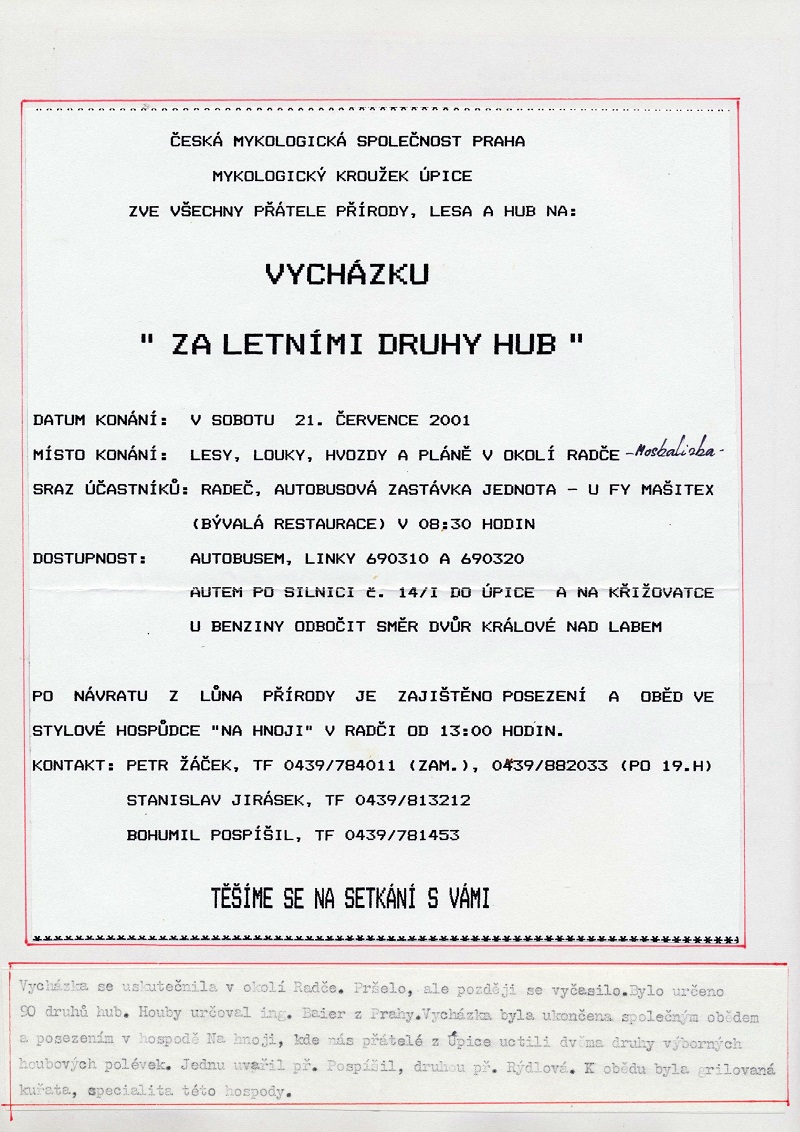 ČESKÁ MYKOLOGICKÁ SPOLEČNOST PRAHA
MYKOLOGICKÝ KROUŽEK ÚPICE
ZVE VŠECHNY PŘÁTELE PŘÍRODY, LESA A HUB NA:
VYCHÁZKU
" ZA LETNÍMI DRUHY HUB "
DATUM KONÁNÍ: V SOBOTU 21. ČERVENCE 2001
MÍSTO KONÁNÍ: LESY, LOUKY, HVOZDY A PLÁNĚ V OKOLÍ RADČE
SRAZ ÚČASTNÍKŮ: RADEČ, AUTOBUSOVÁ ZASTÁVKA JEDNOTA - U FY MAŠITEX
(BÝVALÁ RESTAURACE) V 08:30 HODIN
DOSTUPNOST: AUTOBUSEM, LINKY 690310 A 690320
AUTEM PO SILNICI č. 14/I DO ÚPICE A NA KŘIŽOVATCE
U BENZINY ODBOČIT SMĚR DVŮR KRÁLOVÉ NAD LABEM
PO NÁVRATU Z LŮNA PŘÍRODY JE ZAJIŠTĚNO POSEZENÍ A OBĚD VE
STYLOVÉ HOSPŮDCE "NA HNOJI" V RADČI OD 13:00 HODIN.
KONTAKT: PETR ŽÁČEK, TF 0439/784011 (ZAM.), 0439/882033 (PO 19.H)
STANISLAV JIRÁSEK, TF 0439/813212
BOHUMIL POSPÍŠIL, TF 0439/781453
TĚŠÍME SE NA SETKÁNÍ S VÁMI
Vycházka se uskutečnila v okolí Radče. Pršelo, ale později se vyčasilo.Bylo určeno
90 druhů hub. Houby určoval ing. Baier z Prahy.Vycházka byla ukončena společným obědem
a posezením v hospodě Na hnoji, kde nás přátelé z Úpice uctili dvěma druhy výborných
houbových polévek. Jednu uvařil př. Pospíšil, druhou př. Rýdlová. K obědu byla grilovaná
kuřata, specialita této hospody.